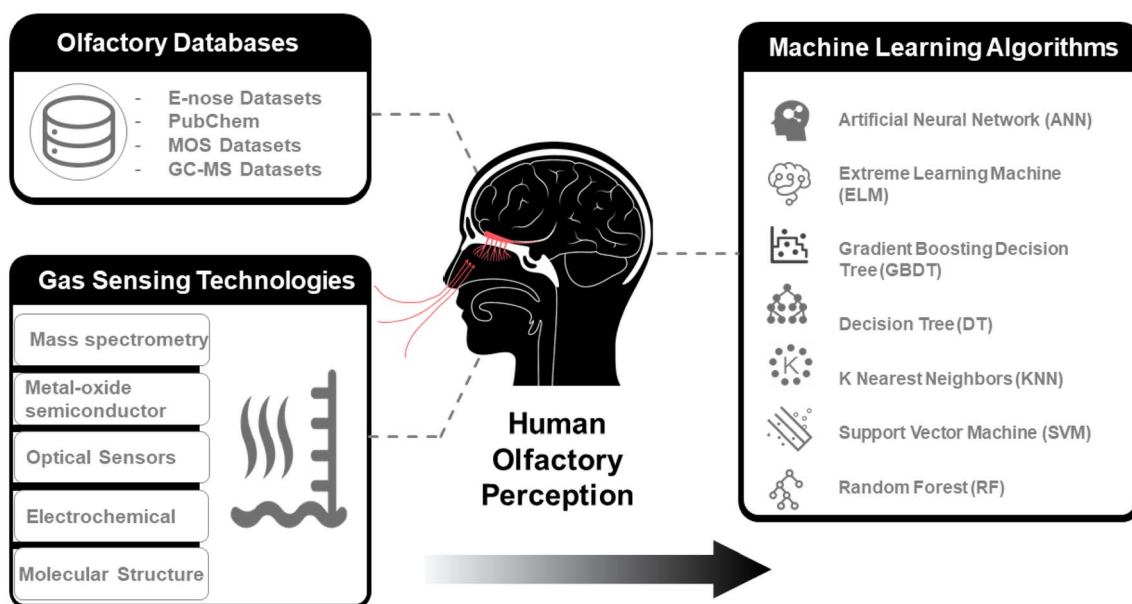 Olfactory Databases
- E-nose Datasets
- PubChem
- MOS Datasets
- GC-MS Datasets
Gas Sensing Technologies
Mass spectrometry
Metal-oxide
semiconductor
Optical Sensors
Electrochemical
Molecular Structure
Human
Olfactory
Perception
Machine Learning Algorithms
Artificial Neural Network (ANN)
Extreme Learning Machine
(ELM)
Gradient Boosting Decision
Tree (GBDT)
Decision Tree (DT)
K
K Nearest Neighbors (KNN)
Support Vector Machine (SVM)
Random Forest (RF)